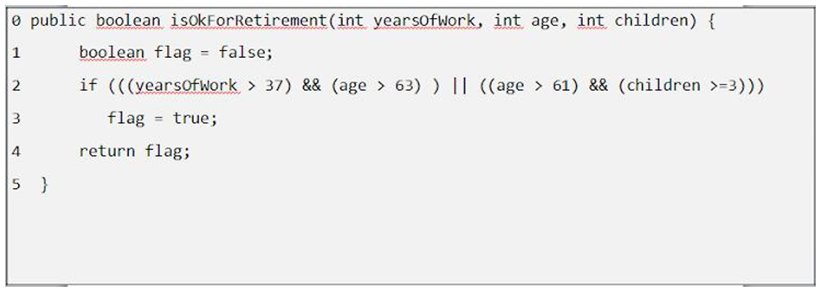 0 public boolean isOkForRetirement(int yearsOfWork, int age, int children) {
1 boolean flag = false;
2 if (((yearsOfWork > 37) && (age > 63) ) || ((age > 61) && (children >=3)))
3 flag = true;
4 return flag;
5 }